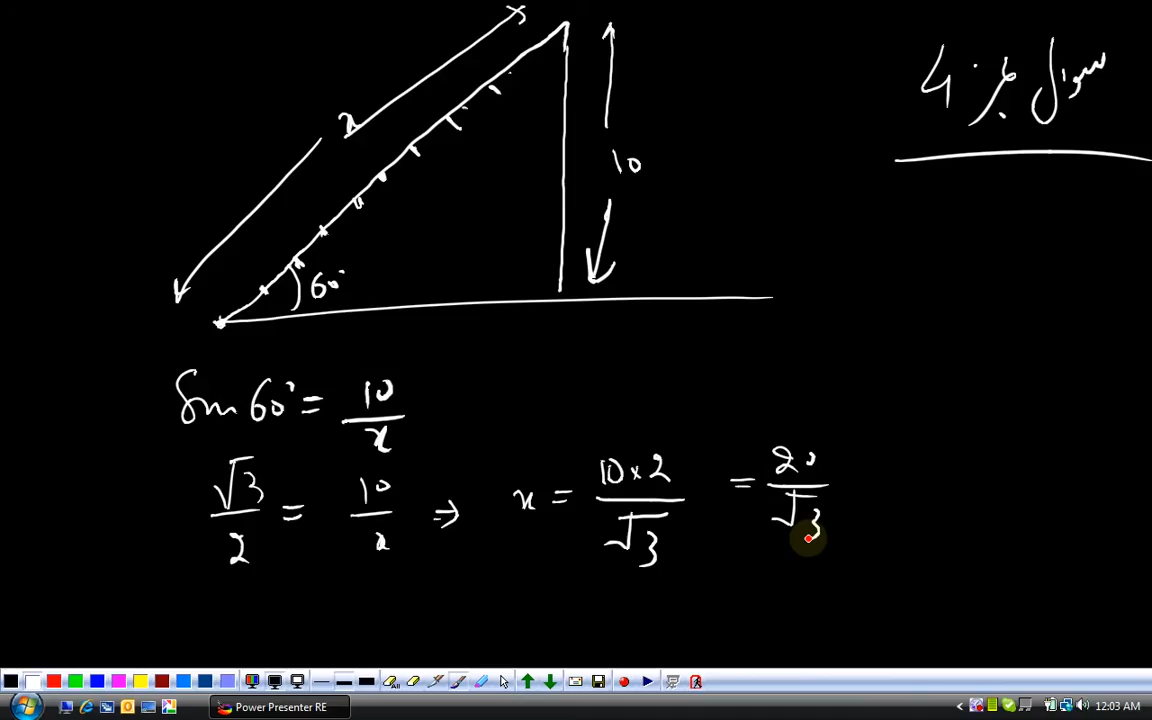 سوال نمبر 4
x
10
60°
Sin 60° = 10/x
√3/2 = 10/x ⇒ x = 10×2/√3 = 20/√3
Power Presenter RE
12:03 AM